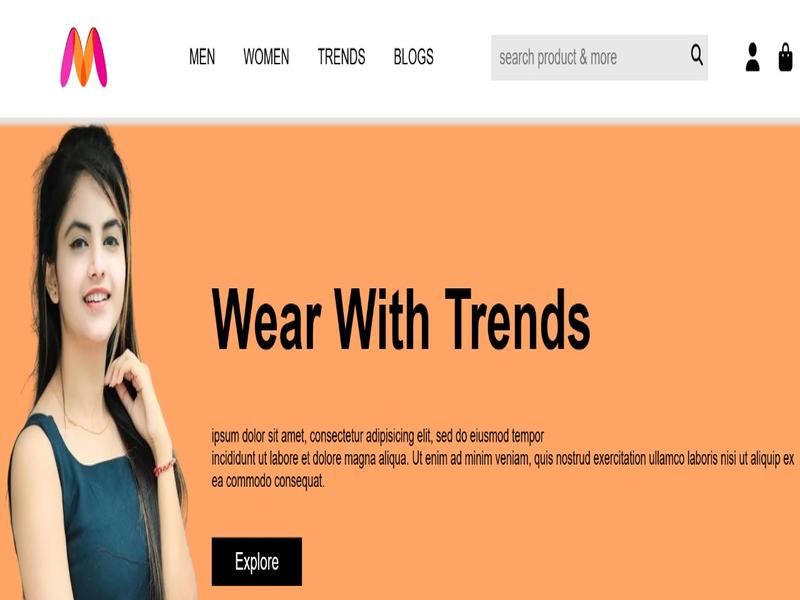 MEN WOMEN TRENDS BLOGS search product & more
Wear With Trends
ipsum dolor sit amet, consectetur adipisicing elit, sed do eiusmod tempor
incididunt ut labore et dolore magna aliqua. Ut enim ad minim veniam, quis nostrud exercitation ullamco laboris nisi ut aliquip ex
ea commodo consequat.
Explore